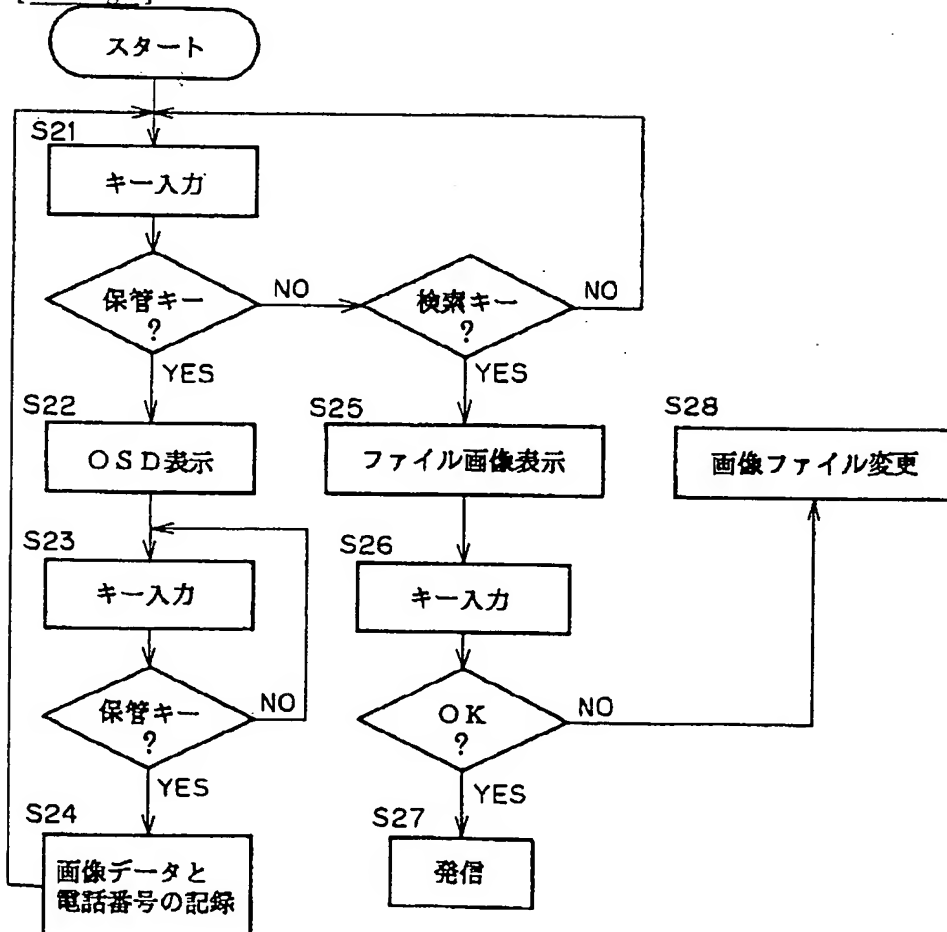 スタート
S21
キー入力
保管キー
?
NO
検索キー
?
NO
YES
YES
S22
OSD表示
S25
ファイル画像表示
S28
画像ファイル変更
S23
キー入力
S26
キー入力
保管キー
?
NO
OK
?
NO
YES
YES
S24
画像データと
電話番号の記録
S27
発信